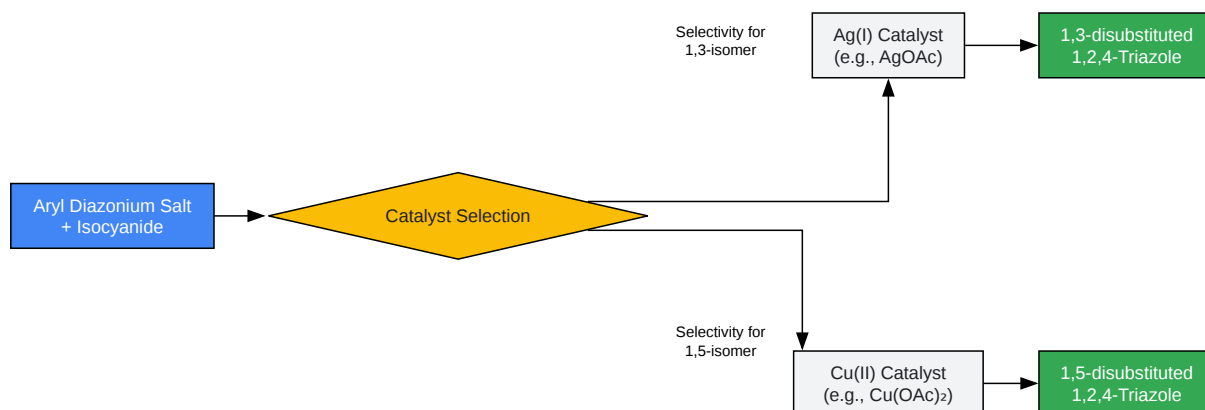 Selectivity for
1,3-isomer
Ag(I) Catalyst
(e.g., AgOAc)
1,3-disubstituted
1,2,4-Triazole
Aryl Diazonium Salt
+ Isocyanide
Catalyst Selection
Selectivity for
1,5-isomer
Cu(II) Catalyst
(e.g., Cu(OAc)₂)
1,5-disubstituted
1,2,4-Triazole